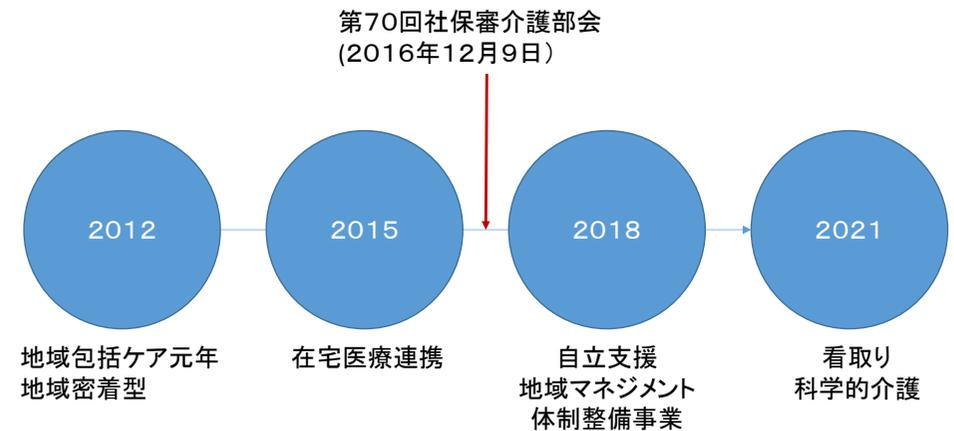 第70回社保審介護部会
(2016年12月9日）
2012
2015
2018
2021
地域包括ケア元年
地域密着型
在宅医療連携
自立支援
地域マネジメント
体制整備事業
看取り
科学的介護